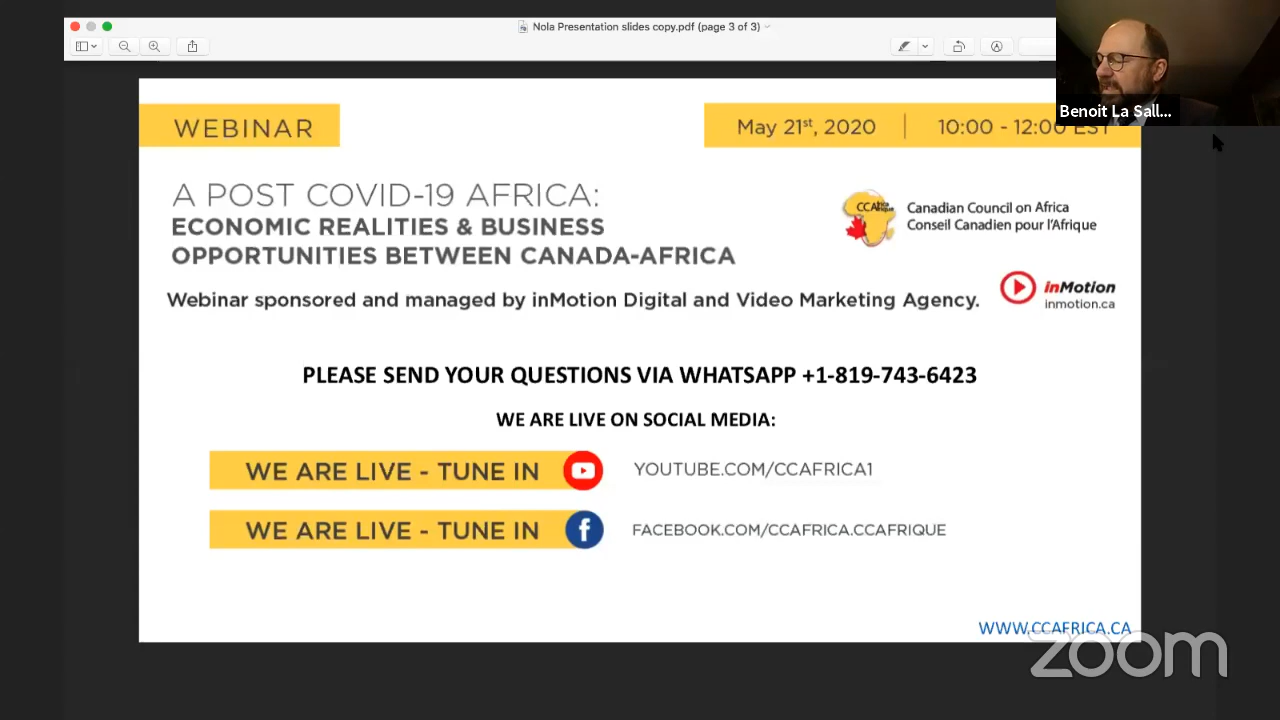 Nola Presentation slides copy.pdf (page 3 of 3)
Benoit La Sall...
WEBINAR
May 21st, 2020 | 10:00 - 12:00 EST
A POST COVID-19 AFRICA:
ECONOMIC REALITIES & BUSINESS
OPPORTUNITIES BETWEEN CANADA-AFRICA
CCAfrica
Afrique
Canadian Council on Africa
Conseil Canadien pour l'Afrique
Webinar sponsored and managed by inMotion Digital and Video Marketing Agency.
inMotion
inmotion.ca
PLEASE SEND YOUR QUESTIONS VIA WHATSAPP +1-819-743-6423
WE ARE LIVE ON SOCIAL MEDIA:
WE ARE LIVE - TUNE IN YOUTUBE.COM/CCAFRICA1
WE ARE LIVE - TUNE IN f FACEBOOK.COM/CCAFRICA.CCAFRIQUE
WWW.CCAFRICA.CA
zoom